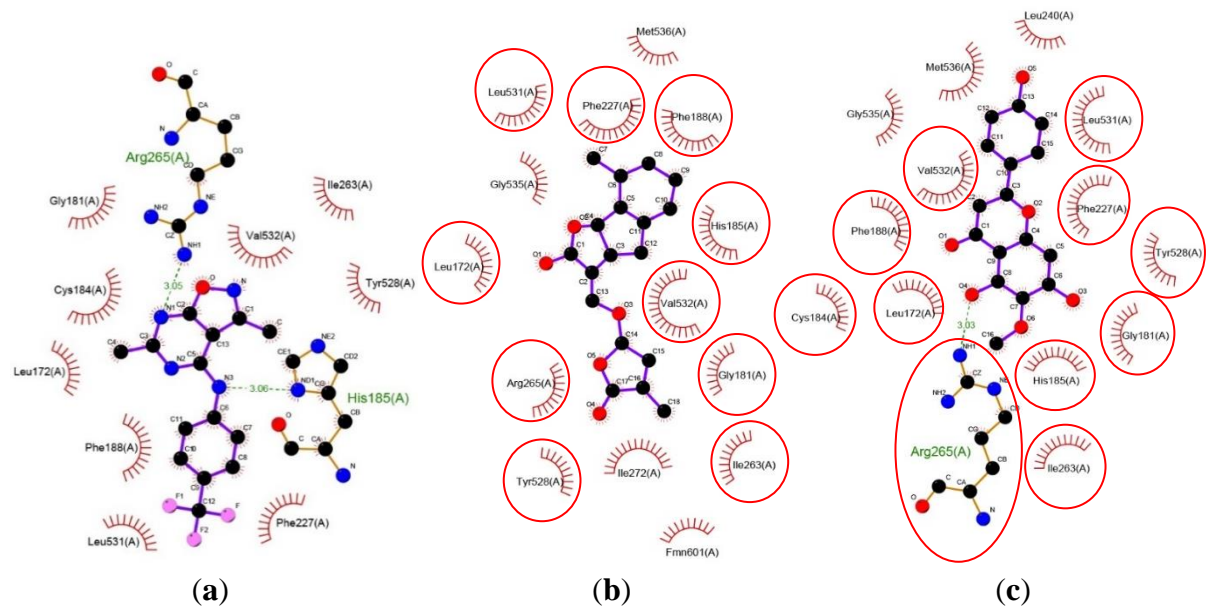 O
C
CA
CB
N
CG
Arg265(A)
CD
NE
NH2
CZ
NH1
Gly181(A)
Ile263(A)
Val532(A)
Tyr528(A)
Cys184(A)
3.05
O
N
N1
C2
C1
C
C13
C3
C4
N2
C5
N3
Leu172(A)
NE2
CE1
CD2
ND1
CG
3.06
His185(A)
CB
O
C
CA
N
C6
C11
C7
C10
C8
C9
C12
F1
F
F2
Phe188(A)
Phe227(A)
Leu531(A)
(a)
Met536(A)
Leu531(A)
Phe227(A)
Phe188(A)
Gly535(A)
C7
C8
C6
C9
C5
C10
C11
C4
C12
C3
C1
O1
C2
C13
His185(A)
Leu172(A)
Val532(A)
O3
C14
O5
C15
C17
C16
O4
C18
Arg265(A)
Gly181(A)
Tyr528(A)
Ile272(A)
Ile263(A)
Fmn601(A)
(b)
Leu240(A)
Met536(A)
Gly535(A)
O5
C13
C12
C14
C11
C15
C10
Leu531(A)
Val532(A)
C3
C2
O2
Phe227(A)
Phe188(A)
O1
C1
C4
C9
C5
C8
C6
Tyr528(A)
O4
C7
O3
O6
C16
Cys184(A)
Leu172(A)
Gly181(A)
3.03
NH1
His185(A)
CZ
NH2
NE
CD
CG
CB
Arg265(A)
C
CA
O
N
Ile263(A)
(c)